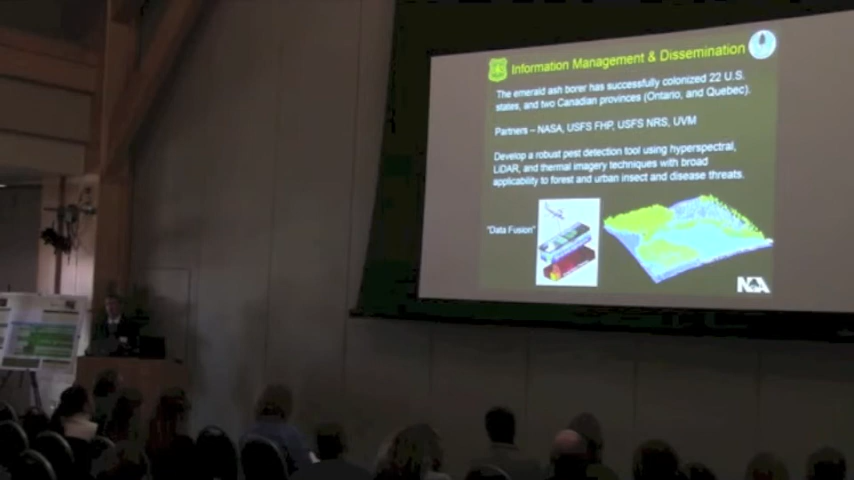 Information Management & Dissemination
The emerald ash borer has successfully colonized 22 U.S.
states, and two Canadian provinces (Ontario, and Quebec).
Partners – NASA, USFS FHP, USFS NRS, UVM
Develop a robust pest detection tool using hyperspectral,
LiDAR, and thermal imagery techniques with broad
applicability to forest and urban insect and disease threats.
"Data Fusion"